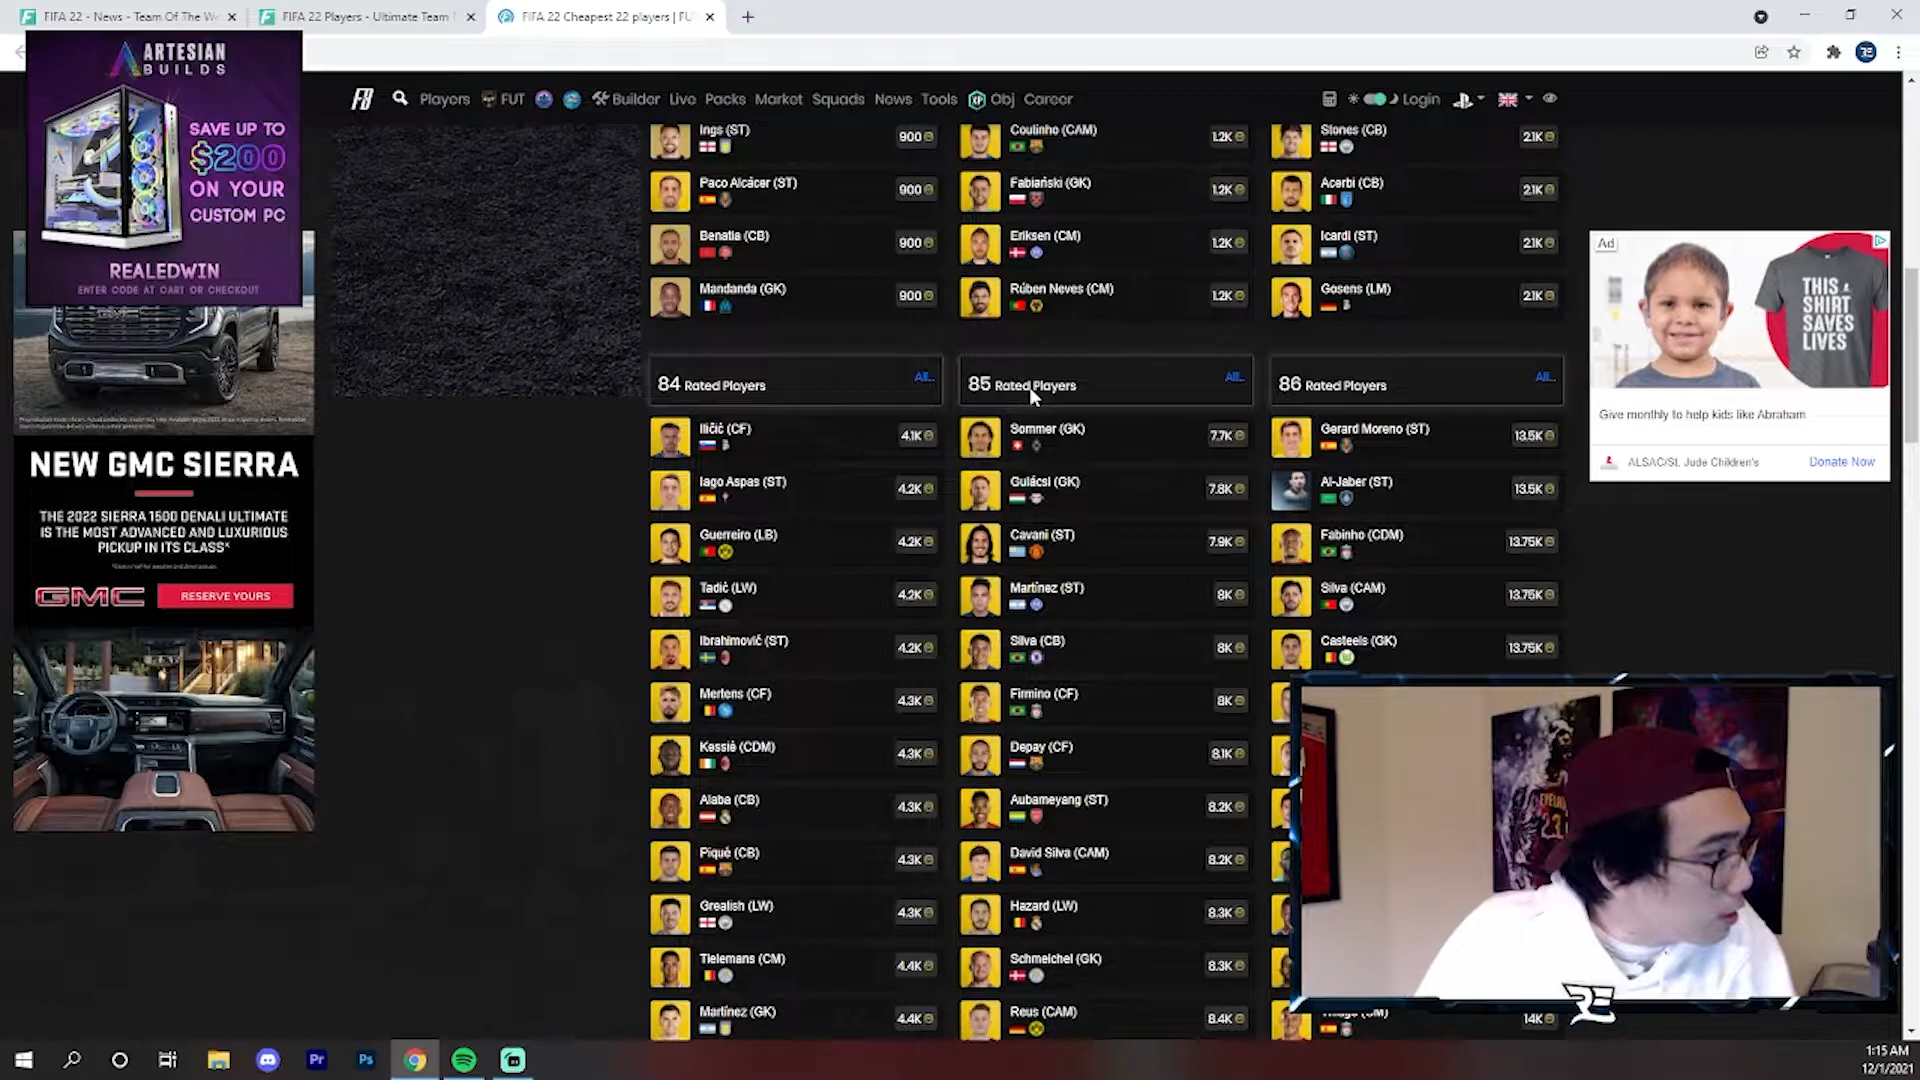 FIFA 22 - News - Team Of The We
FIFA 22 Players - Ultimate Team
FIFA 22 Cheapest 22 players | FU
ARTESIAN
BUILDS
SAVE UP TO
$200
ON YOUR
CUSTOM PC
REALEDWIN
ENTER CODE AT CART OR CHECKOUT
Players
FUT
Builder
Live
Packs
Market
Squads
News
Tools
XP
Obj
Career
Login
Ings (ST)
900
Coutinho (CAM)
1.2K
Stones (CB)
2.1K
Paco Alcácer (ST)
900
Fabiański (GK)
1.2K
Acerbi (CB)
2.1K
Benatia (CB)
900
Eriksen (CM)
1.2K
Icardi (ST)
2.1K
Mandanda (GK)
900
Rúben Neves (CM)
1.2K
Gosens (LM)
2.1K
84 Rated Players
All..
85 Rated Players
All..
86 Rated Players
All..
Iličić (CF)
4.1K
Sommer (GK)
7.7K
Gerard Moreno (ST)
13.5K
Iago Aspas (ST)
4.2K
Gulácsi (GK)
7.8K
Al-Jaber (ST)
13.5K
Guerreiro (LB)
4.2K
Cavani (ST)
7.9K
Fabinho (CDM)
13.75K
Tadić (LW)
4.2K
Martínez (ST)
8K
Silva (CAM)
13.75K
Ibrahimović (ST)
4.2K
Silva (CB)
8K
Casteels (GK)
13.75K
Mertens (CF)
4.3K
Firmino (CF)
8K
Kessié (CDM)
4.3K
Depay (CF)
8.1K
Alaba (CB)
4.3K
Aubameyang (ST)
8.2K
Piqué (CB)
4.3K
David Silva (CAM)
8.2K
Grealish (LW)
4.3K
Hazard (LW)
8.3K
Tielemans (CM)
4.4K
Schmeichel (GK)
8.3K
Martínez (GK)
4.4K
Reus (CAM)
8.4K
14K
NEW GMC SIERRA
THE 2022 SIERRA 1500 DENALI ULTIMATE
IS THE MOST ADVANCED AND LUXURIOUS
PICKUP IN ITS CLASS*
GMC
RESERVE YOURS
Ad
THIS
SHIRT
SAVES
LIVES
Give monthly to help kids like Abraham
ALSAC/St. Jude Children's
Donate Now
23
RE
Pr
Ps
1:15 AM
12/1/2021